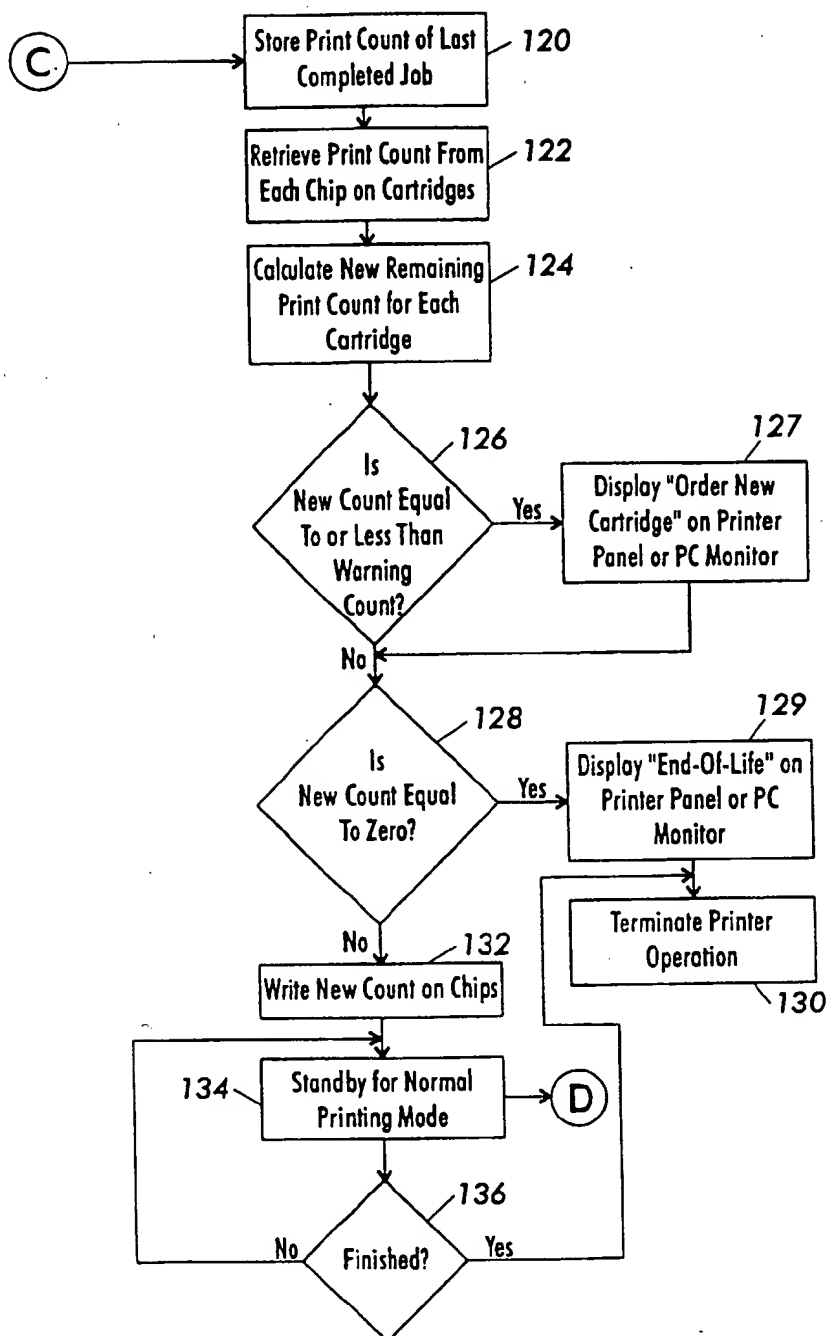 C
Store Print Count of Last
Completed Job
120
Retrieve Print Count From
Each Chip on Cartridges
122
Calculate New Remaining
Print Count for Each
Cartridge
124
Is
New Count Equal
To or Less Than
Warning
Count?
126
Yes
Display "Order New
Cartridge" on Printer
Panel or PC Monitor
127
No
Is
New Count Equal
To Zero?
128
Yes
Display "End-Of-Life" on
Printer Panel or PC
Monitor
129
Terminate Printer
Operation
130
No
Write New Count on Chips
132
Standby for Normal
Printing Mode
134
D
Finished?
136
No
Yes